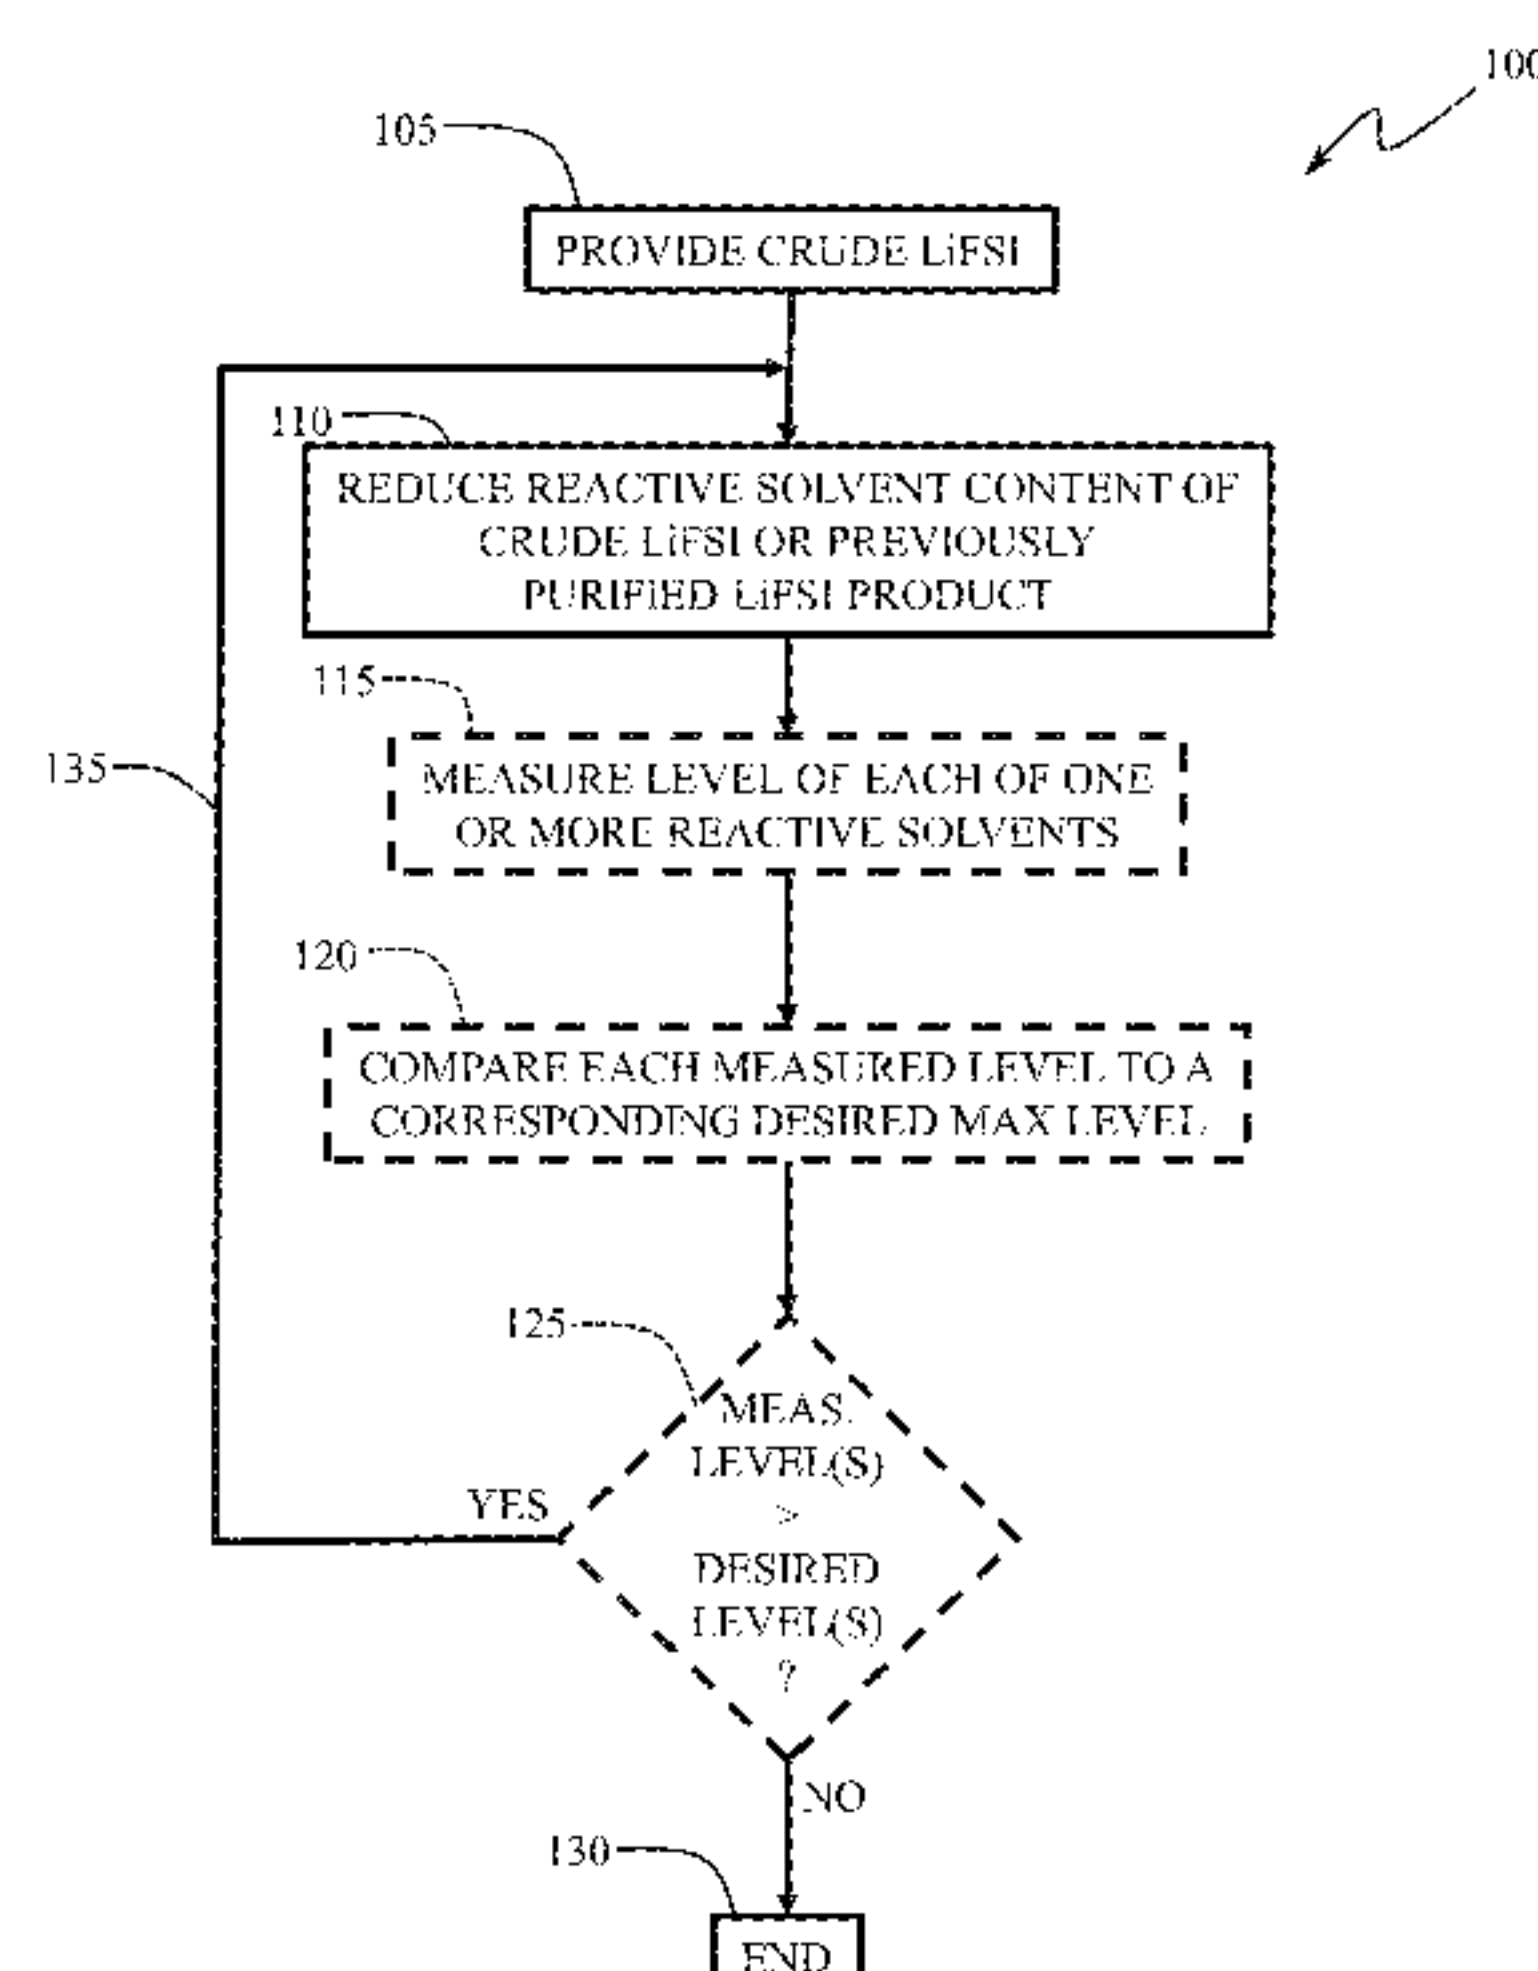 100
105
PROVIDE CRUDE LiFSI
110
REDUCE REACTIVE SOLVENT CONTENT OF
CRUDE LiFSI OR PREVIOUSLY
PURIFIED LiFSI PRODUCT
115
MEASURE LEVEL OF EACH OF ONE
OR MORE REACTIVE SOLVENTS
135
120
COMPARE EACH MEASURED LEVEL TO A
CORRESPONDING DESIRED MAX LEVEL
125
MEAS.
LEVEL(S)
>
DESIRED
LEVEL(S)
?
YES
NO
130
END